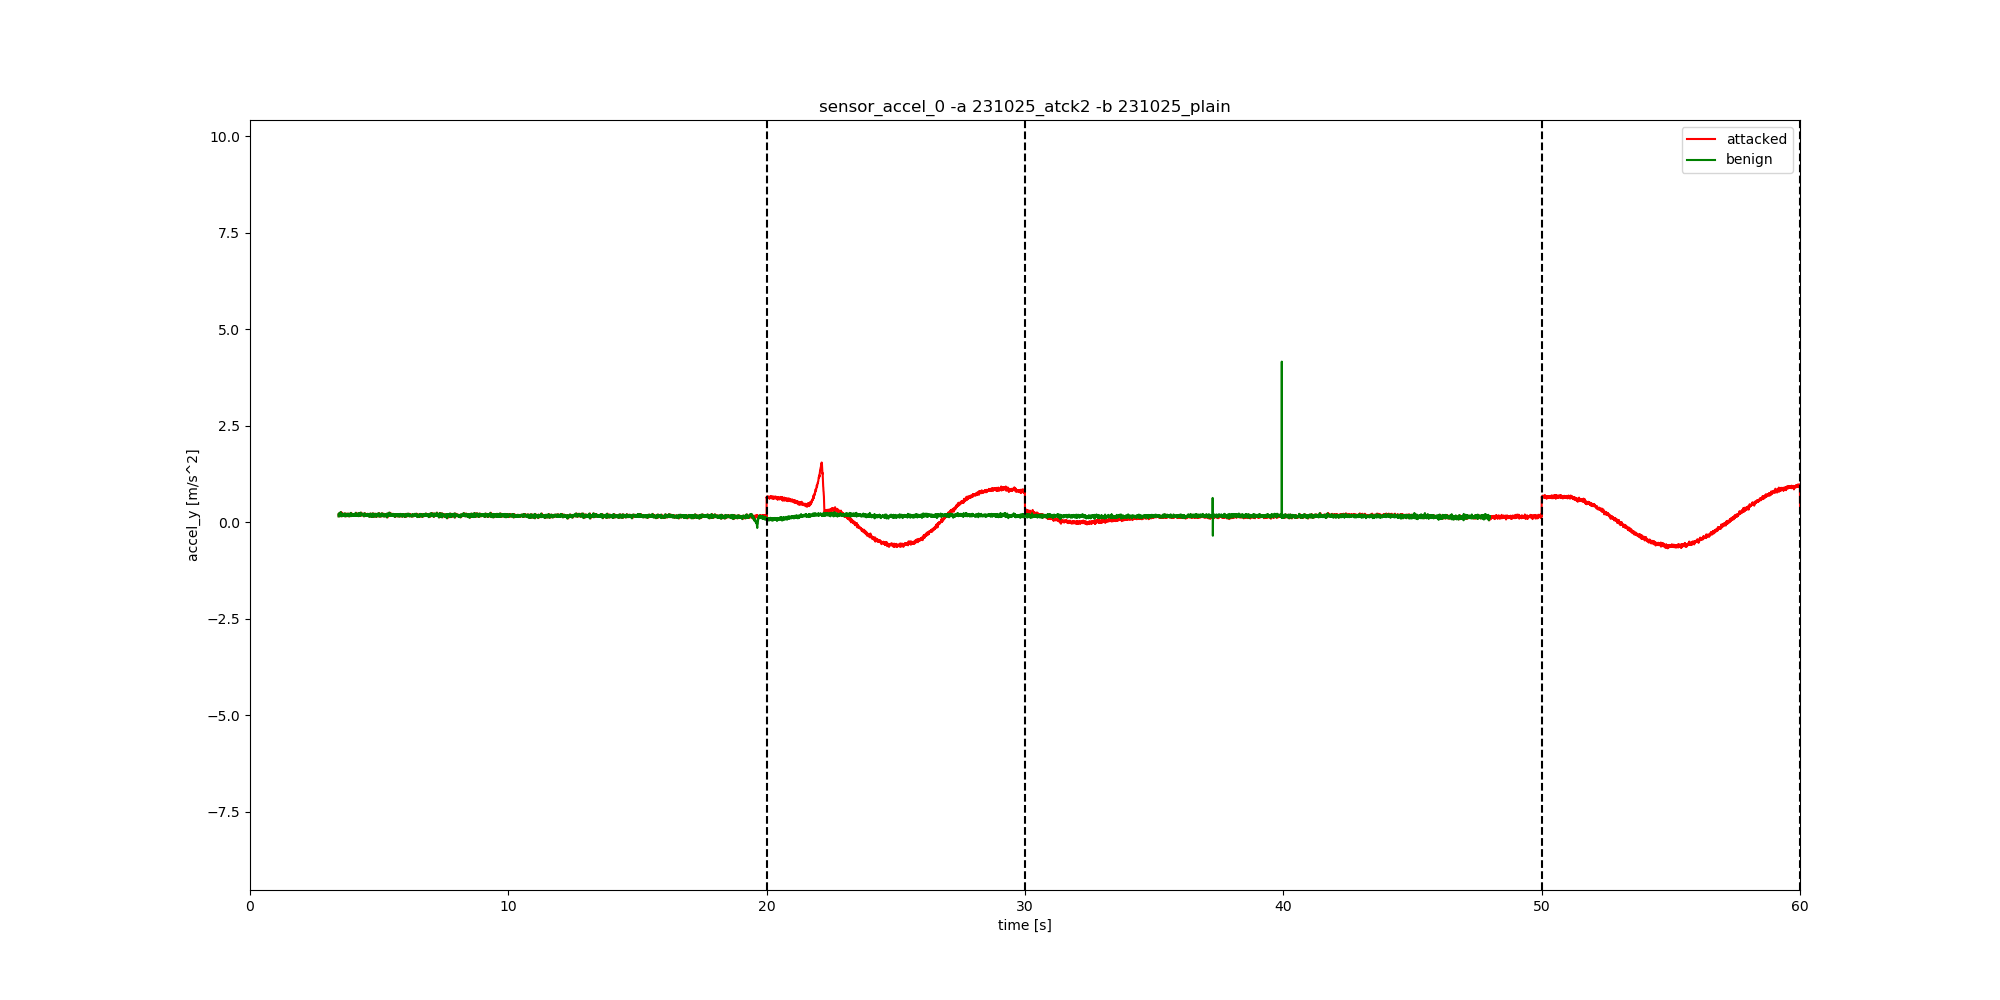 sensor_accel_0 -a 231025_atck2 -b 231025_plain
attacked
benign
accel_y [m/s^2]
10.0
7.5
5.0
2.5
0.0
−2.5
−5.0
−7.5
0 10 20 30 40 50 60
time [s]